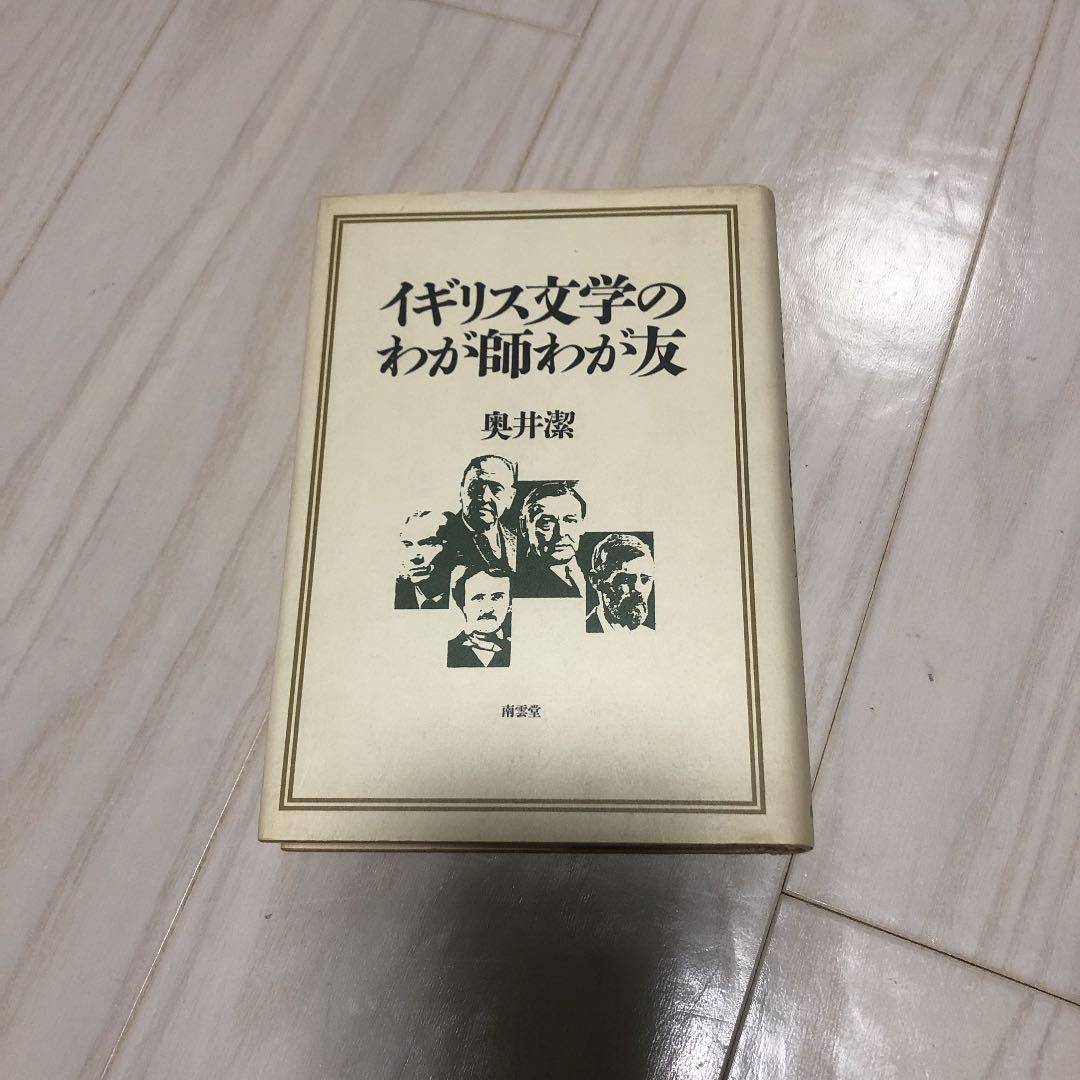 イギリス文学の
わが師わが友
奥井潔
南雲堂